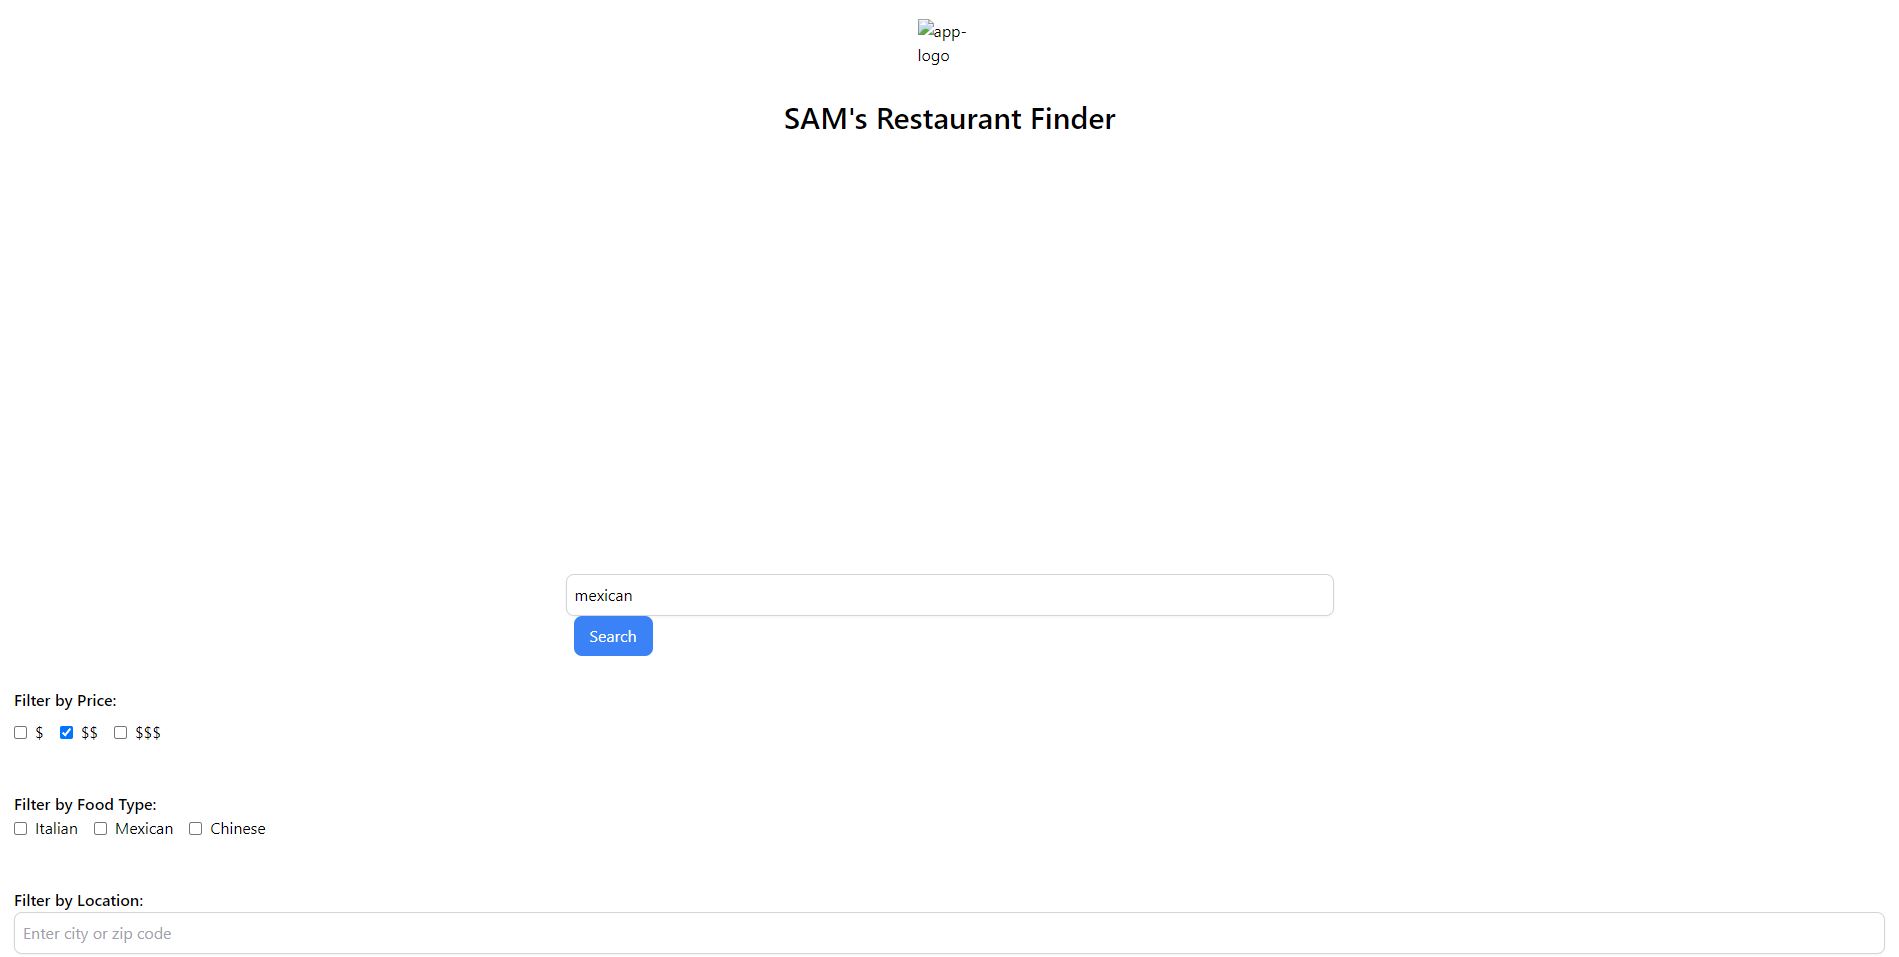 app-
logo
SAM's Restaurant Finder
mexican
Search
Filter by Price:
$ $$ $$$
Filter by Food Type:
Italian Mexican Chinese
Filter by Location:
Enter city or zip code